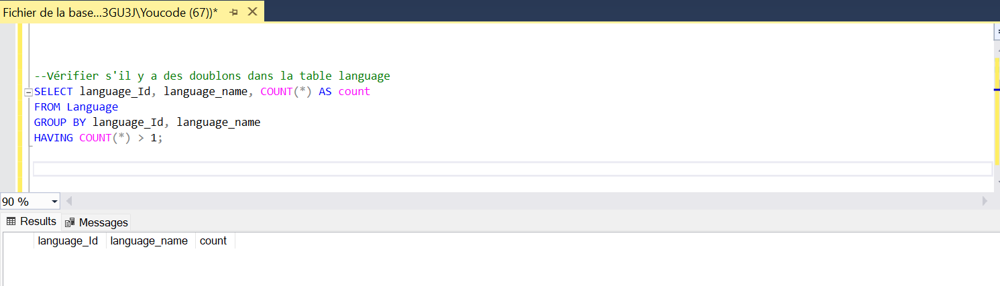 Fichier de la base...3GU3J\Youcode (67))*
--Vérifier s'il y a des doublons dans la table language
SELECT language_Id, language_name, COUNT(*) AS count
FROM Language
GROUP BY language_Id, language_name
HAVING COUNT(*) > 1;
90 %
Results Messages
language_Id language_name count